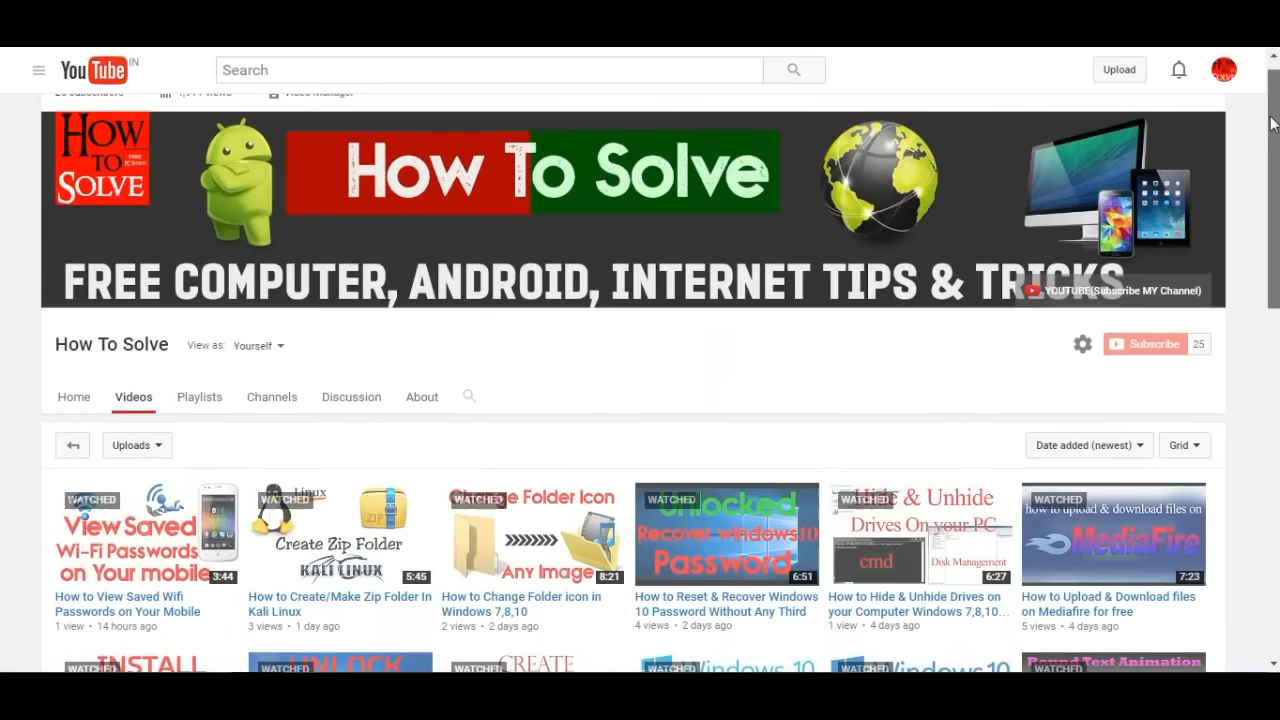 YouTube IN
Search
Upload
How To Solve
HOW
TO
SOLVE
FREE COMPUTER, ANDROID, INTERNET TIPS & TRICKS
YOUTUBE(Subscribe MY Channel)
How To Solve
View as: Yourself
Subscribe 25
Home Videos Playlists Channels Discussion About
Uploads
Date added (newest)
Grid
WATCHED
View Saved
Wi-Fi Passwords
on Your mobile
3:44
How to View Saved Wifi
Passwords on Your Mobile
1 view • 14 hours ago
WATCHED
Linux
ZIP
Create Zip Folder
KALI LINUX
5:45
How to Create/Make Zip Folder In
Kali Linux
3 views • 1 day ago
WATCHED
Change Folder Icon
Any Image
8:21
How to Change Folder icon in
Windows 7,8,10
2 views • 2 days ago
WATCHED
Unlocked
Recover windows10
Password
6:51
How to Reset & Recover Windows
10 Password Without Any Third
4 views • 2 days ago
WATCHED
Hide & Unhide
Drives On your PC
cmd
Disk Management
6:27
How to Hide & Unhide Drives on
your Computer Windows 7,8,10...
1 view • 4 days ago
WATCHED
how to upload & download files on
MediaFire
7:23
How to Upload & Download files
on Mediafire for free
5 views • 4 days ago
WATCHED
INSTALL
WATCHED
UNLOCK
WATCHED
CREATE
WATCHED
Windows 10
WATCHED
Windows 10
WATCHED
Round Text Animation